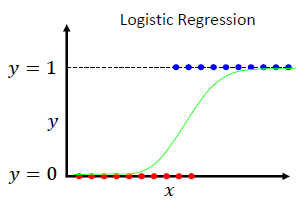 Logistic Regression
y = 1
y
y = 0
x